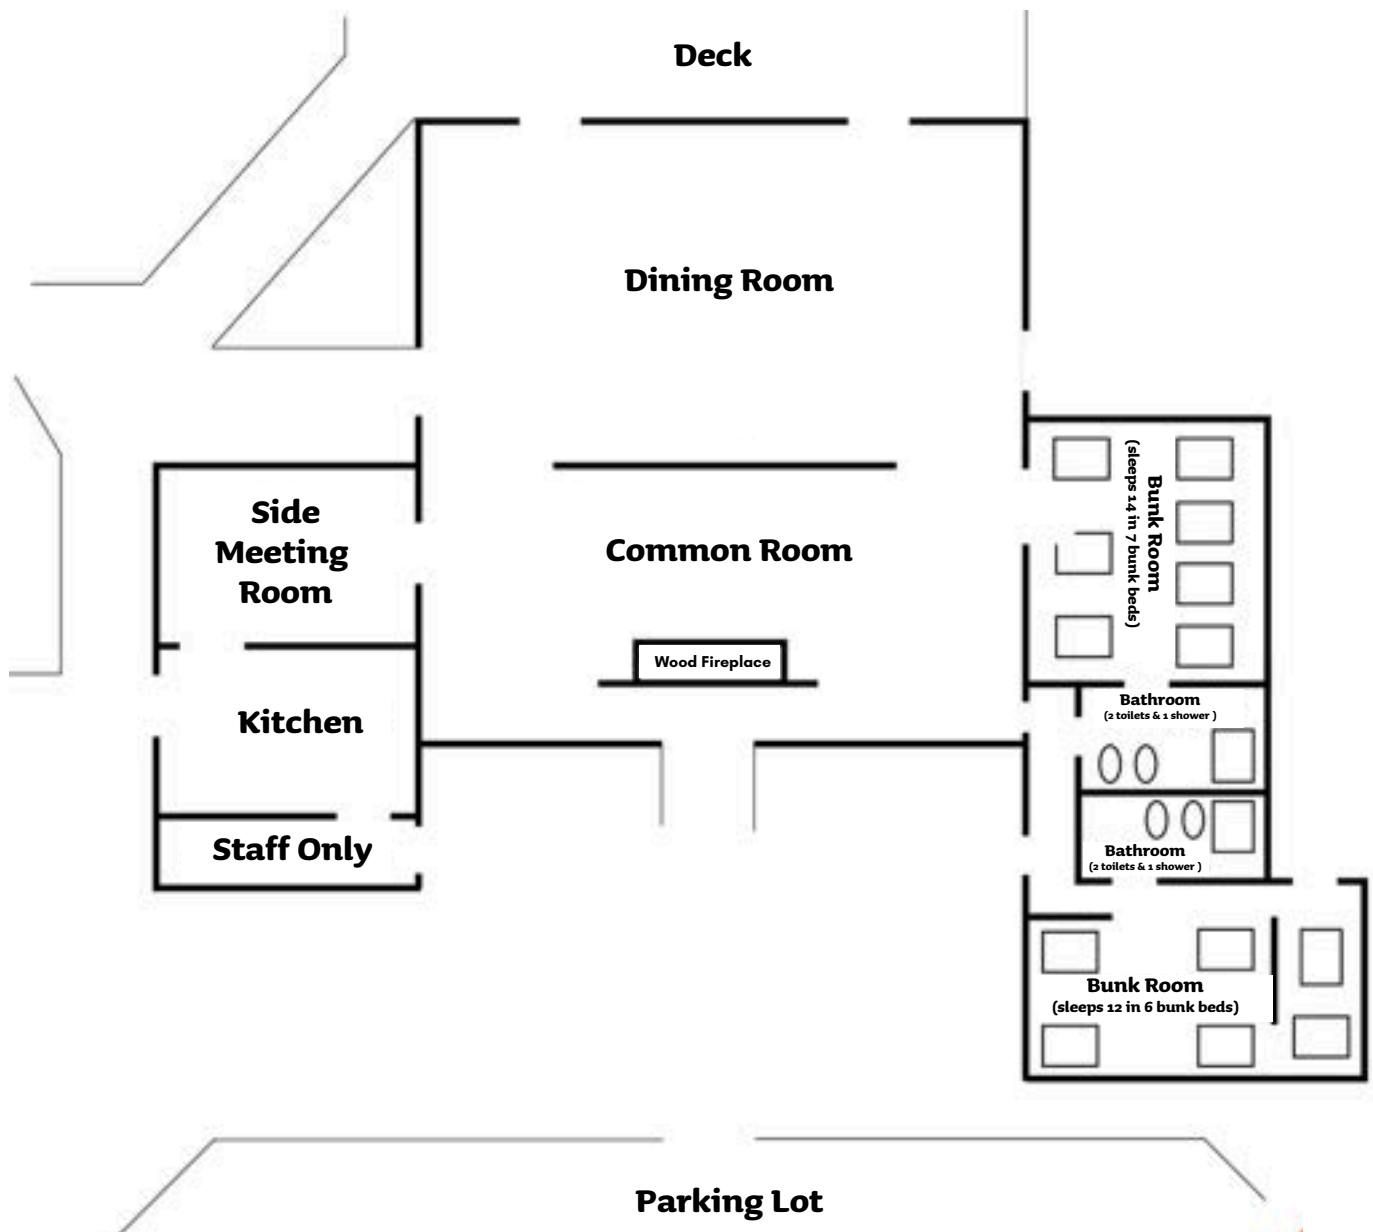 Deck
Dining Room
Side
Meeting
Room
Common Room
Bunk Room
(sleeps 14 in 7 bunk beds)
Wood Fireplace
Kitchen
Bathroom
(2 toilets & 1 shower )
Staff Only
Bathroom
(2 toilets & 1 shower )
Bunk Room
(sleeps 12 in 6 bunk beds)
Parking Lot